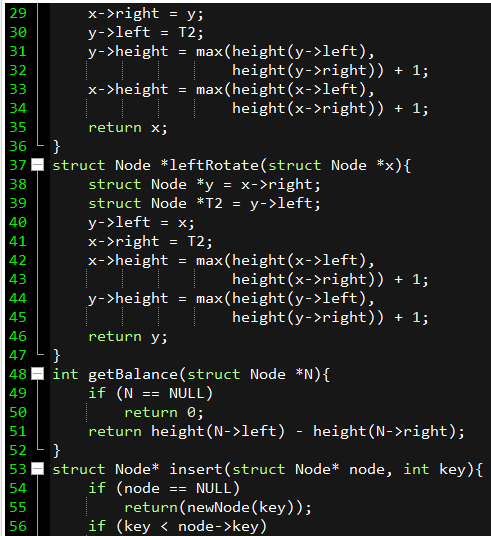 29 x->right = y;
30 y->left = T2;
31 y->height = max(height(y->left),
32 height(y->right)) + 1;
33 x->height = max(height(x->left),
34 height(x->right)) + 1;
35 return x;
36 }
37 struct Node *leftRotate(struct Node *x){
38 struct Node *y = x->right;
39 struct Node *T2 = y->left;
40 y->left = x;
41 x->right = T2;
42 x->height = max(height(x->left),
43 height(x->right)) + 1;
44 y->height = max(height(y->left),
45 height(y->right)) + 1;
46 return y;
47 }
48 int getBalance(struct Node *N){
49 if (N == NULL)
50 return 0;
51 return height(N->left) - height(N->right);
52 }
53 struct Node* insert(struct Node* node, int key){
54 if (node == NULL)
55 return(newNode(key));
56 if (key < node->key)